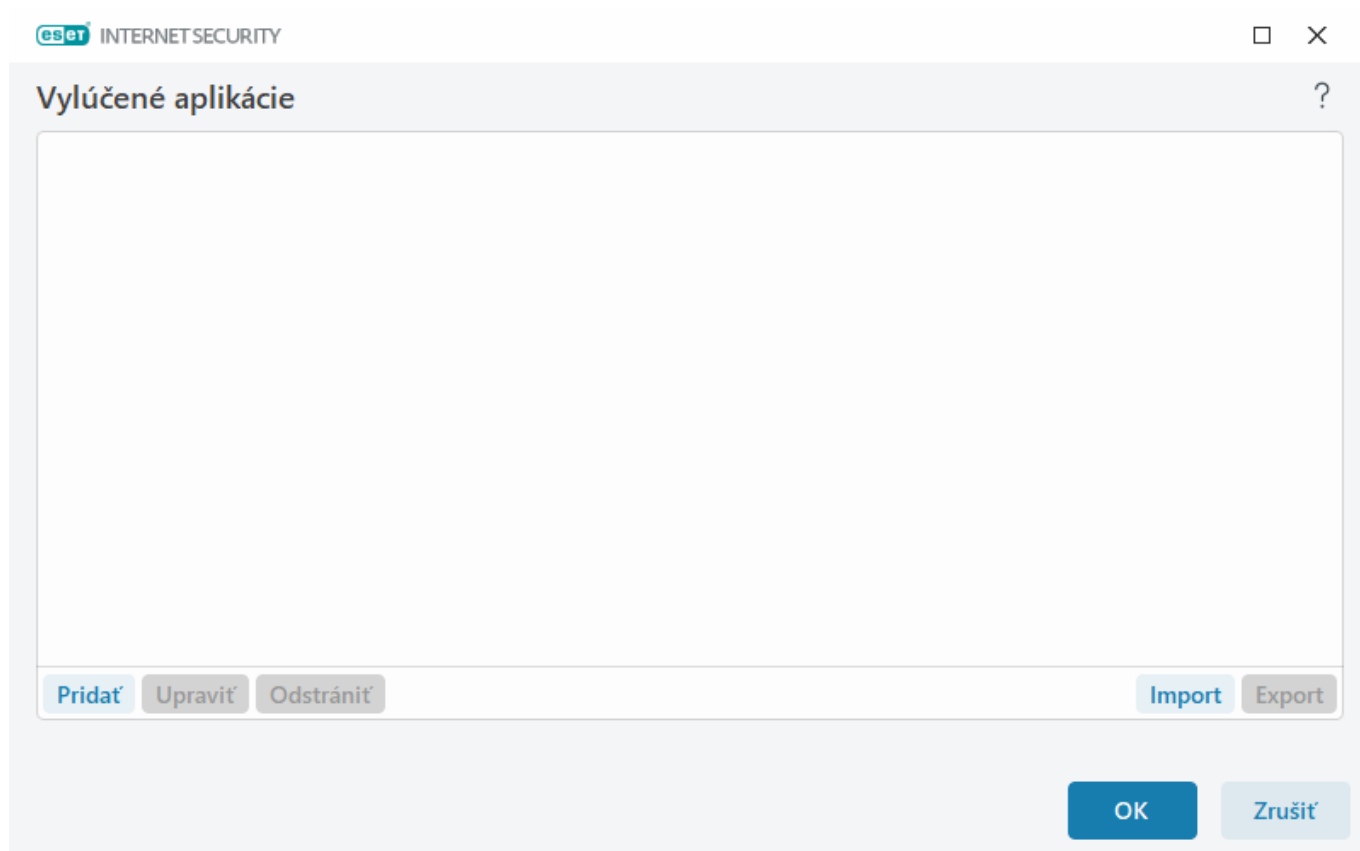 eset INTERNET SECURITY
Vylúčené aplikácie
?
Pridať Upraviť Odstrániť Import Export
OK Zrušiť